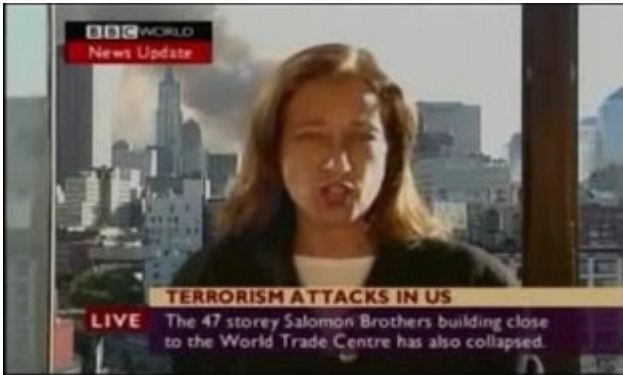 BBC WORLD
News Update
TERRORISM ATTACKS IN US
LIVE
The 47 storey Salomon Brothers building close
to the World Trade Centre has also collapsed.